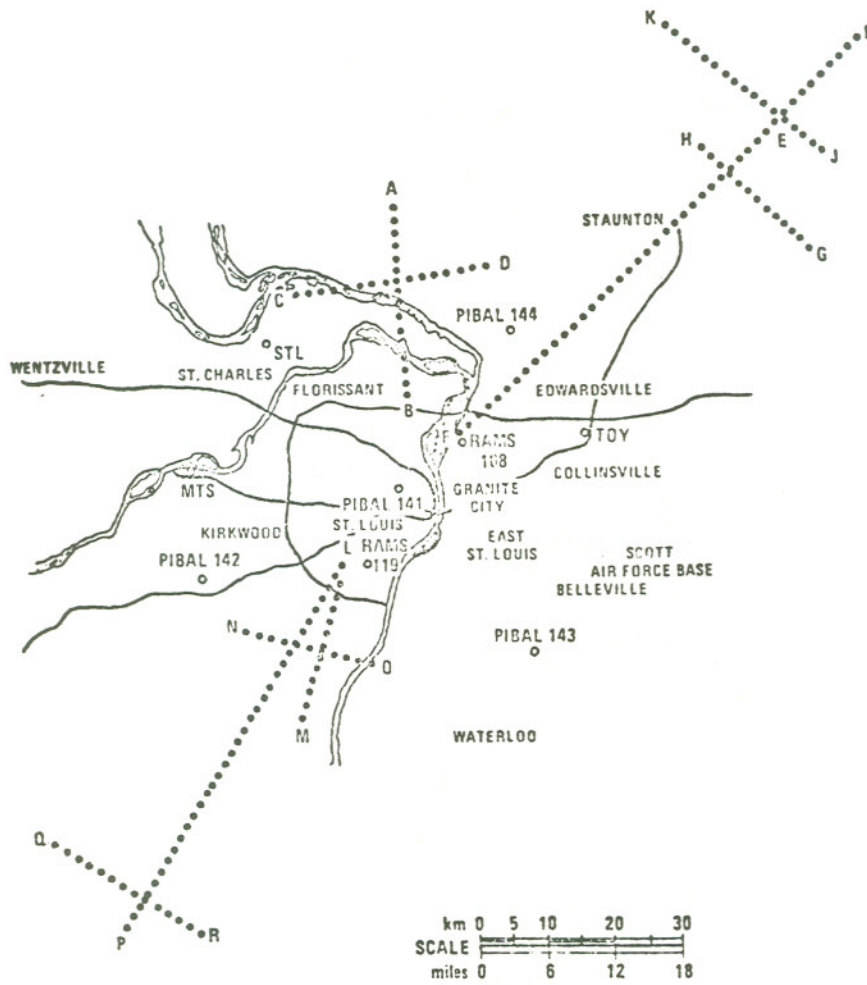 K
H
E
J
A
STAUNTON
G
D
C
PIBAL 144
STL
WENTZVILLE
ST. CHARLES
FLORISSANT
EDWARDSVILLE
B
F
RAMS
108
TOY
COLLINSVILLE
MTS
PIBAL 141
GRANITE
CITY
ST. LOUIS
KIRKWOOD
EAST
ST. LOUIS
L RAMS
119
SCOTT
AIR FORCE BASE
PIBAL 142
BELLEVILLE
N
PIBAL 143
O
M
WATERLOO
Q
P
R
km 0 5 10 20 30
SCALE
miles 0 6 12 18